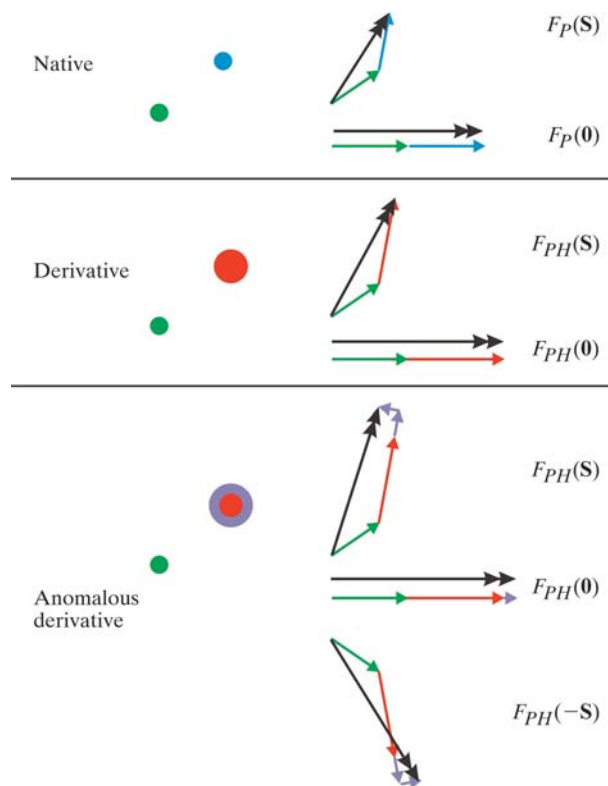 Native
F_P(S)
F_P(0)
Derivative
F_PH(S)
F_PH(0)
F_PH(S)
F_PH(0)
Anomalous
derivative
F_PH(−S)